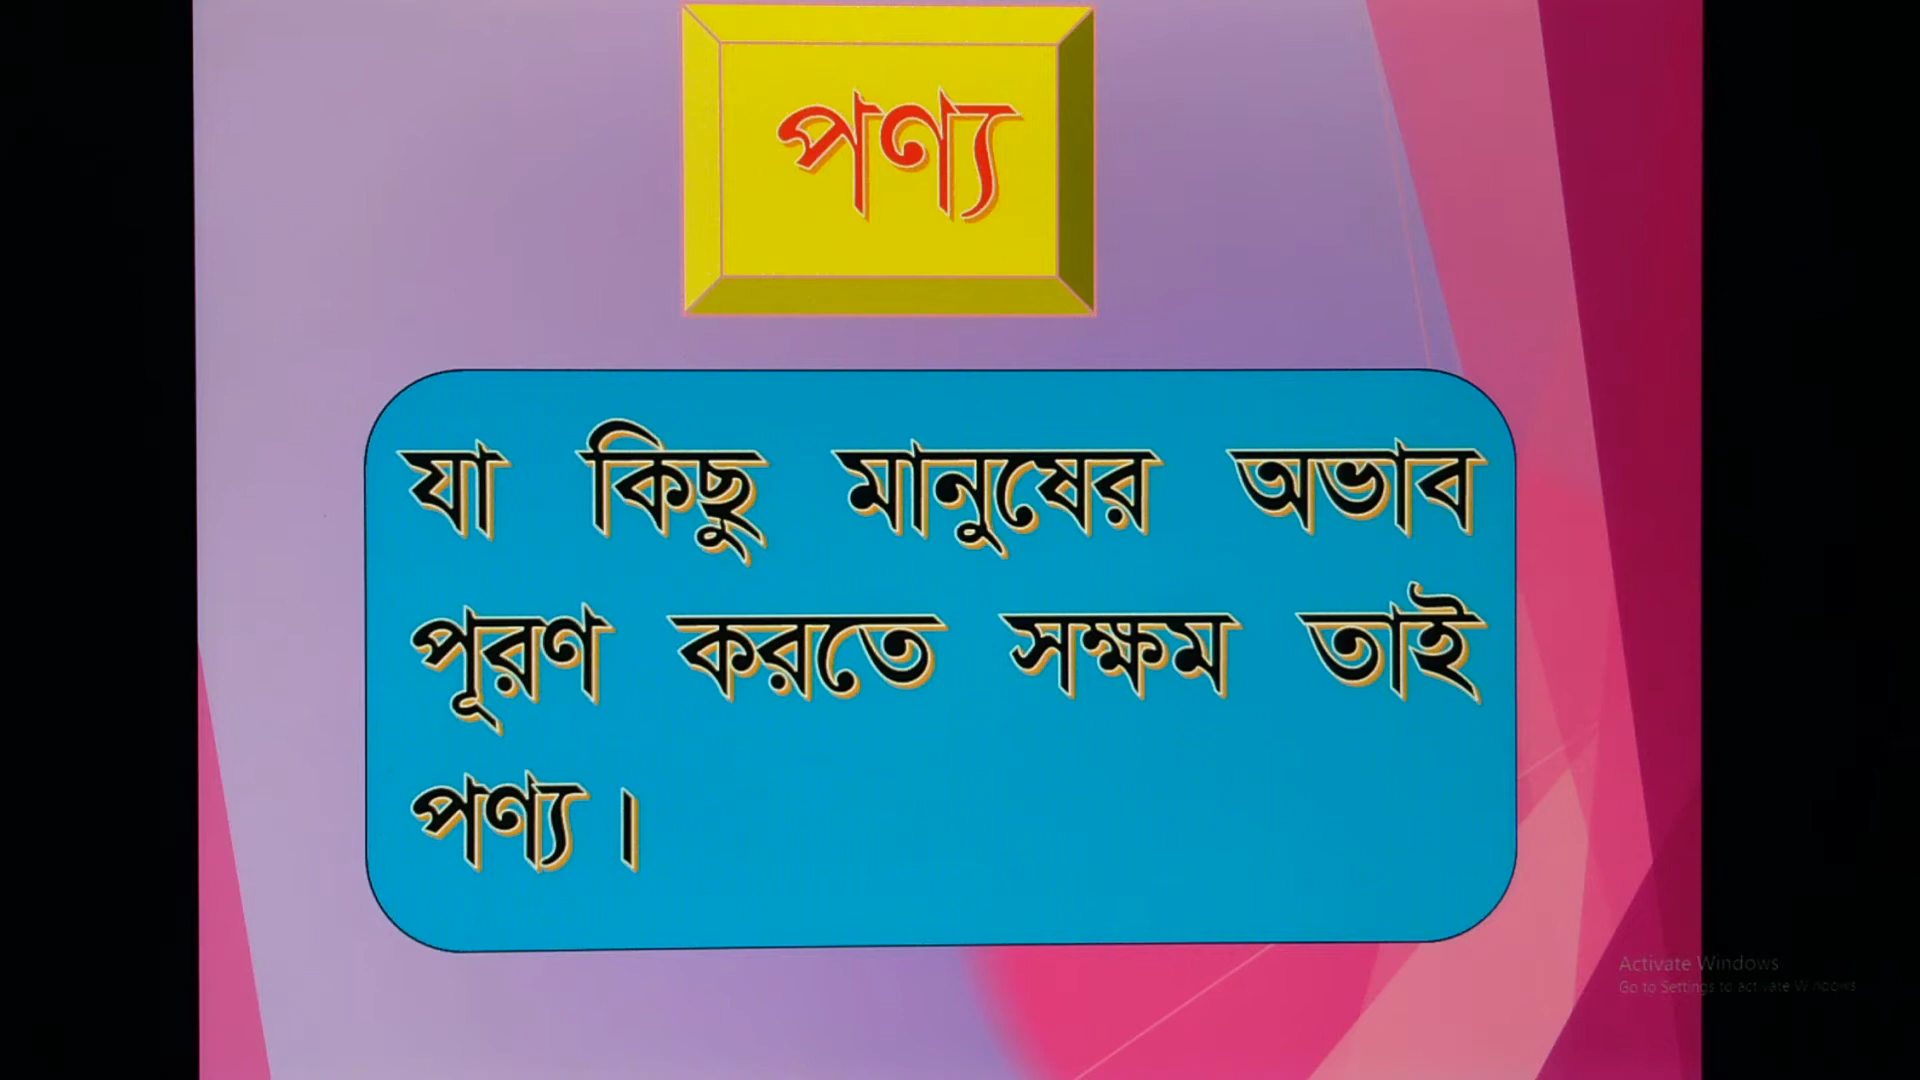 পণ্য
যা কিছু মানুষের অভাব
পূরণ করতে সক্ষম তাই
পণ্য।
Activate Windows
Go to Settings to activate Windows